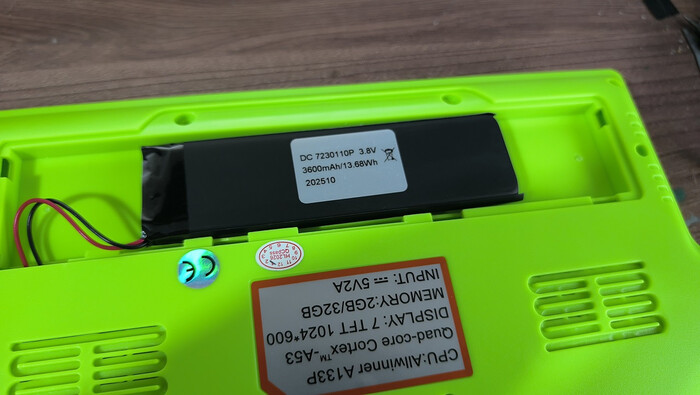 DC 7230110P 3.8V
3600mAh/13.68Wh
202510
CE
CPU:Allwinner A133P
Quad-core Cortex™-A53
DISPLAY: 7 TFT 1024*600
MEMORY:2GB/32GB
INPUT: ⎓ 5V2A